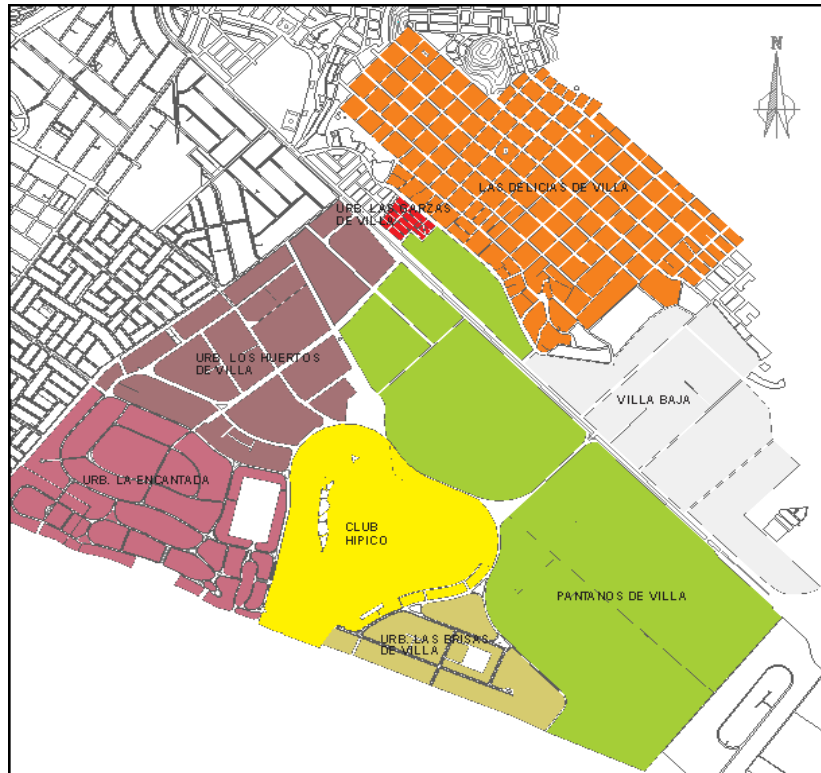 N
LAS DELICIAS DE VILLA
URB. LAS GARZAS
DE VILLA
URB. LOS HUERTOS
DE VILLA
VILLA BAJA
URB. LA ENCANTADA
CLUB
HIPICO
PANTANOS DE VILLA
URB. LAS BRISAS
DE VILLA